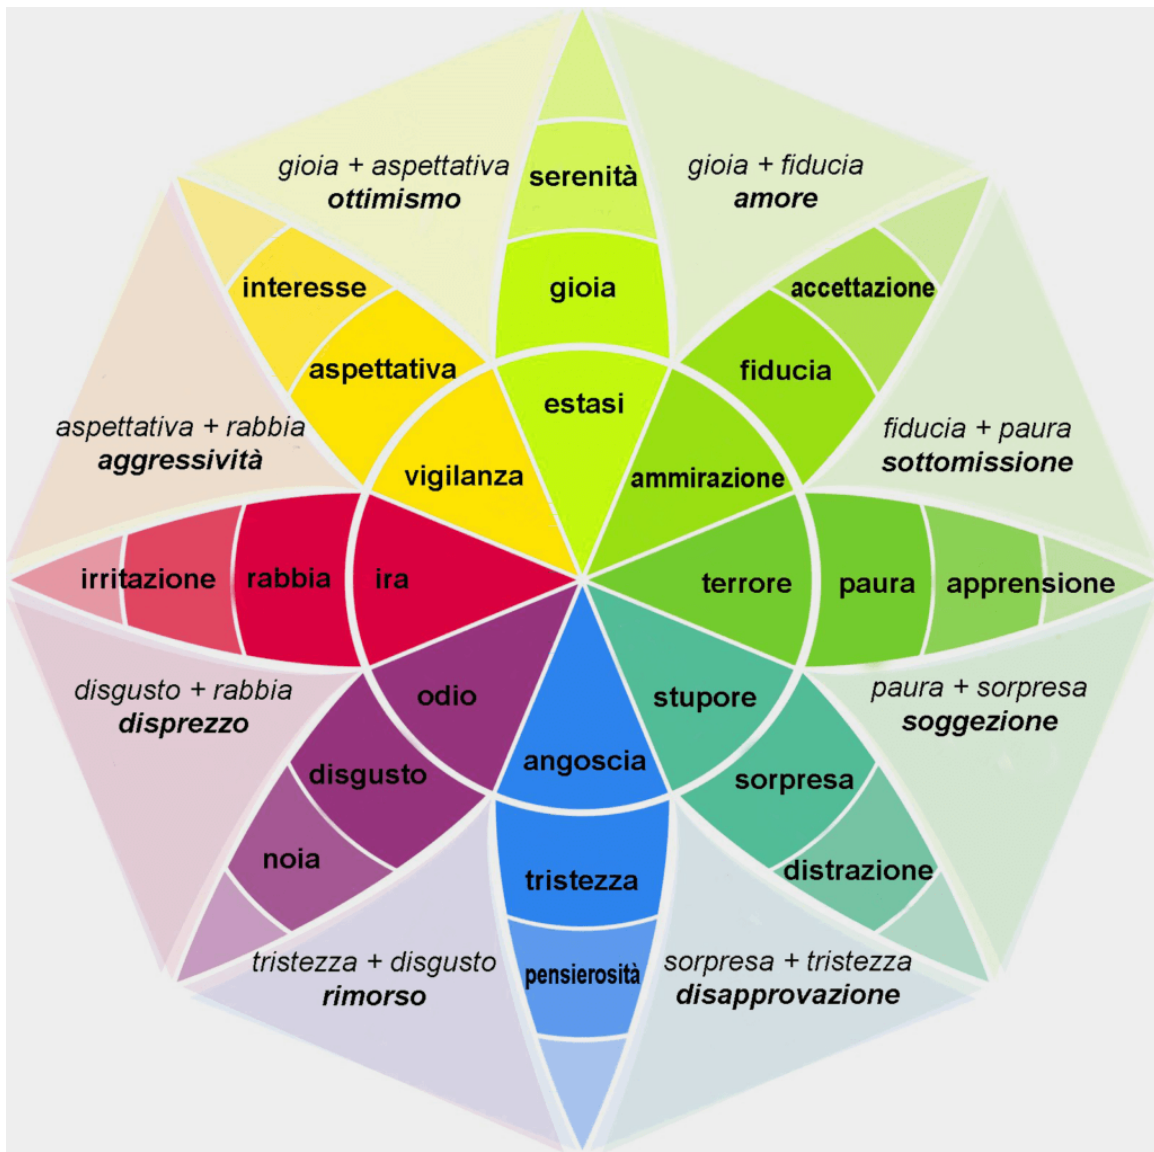 gioia + aspettativa
ottimismo
serenità
gioia + fiducia
amore
interesse
gioia
accettazione
aspettativa
fiducia
estasi
aspettativa + rabbia
aggressività
fiducia + paura
sottomissione
vigilanza
ammirazione
irritazione
rabbia
ira
terrore
paura
apprensione
disgusto + rabbia
disprezzo
odio
stupore
paura + sorpresa
soggezione
angoscia
disgusto
sorpresa
noia
tristezza
distrazione
tristezza + disgusto
rimorso
pensierosità
sorpresa + tristezza
disapprovazione